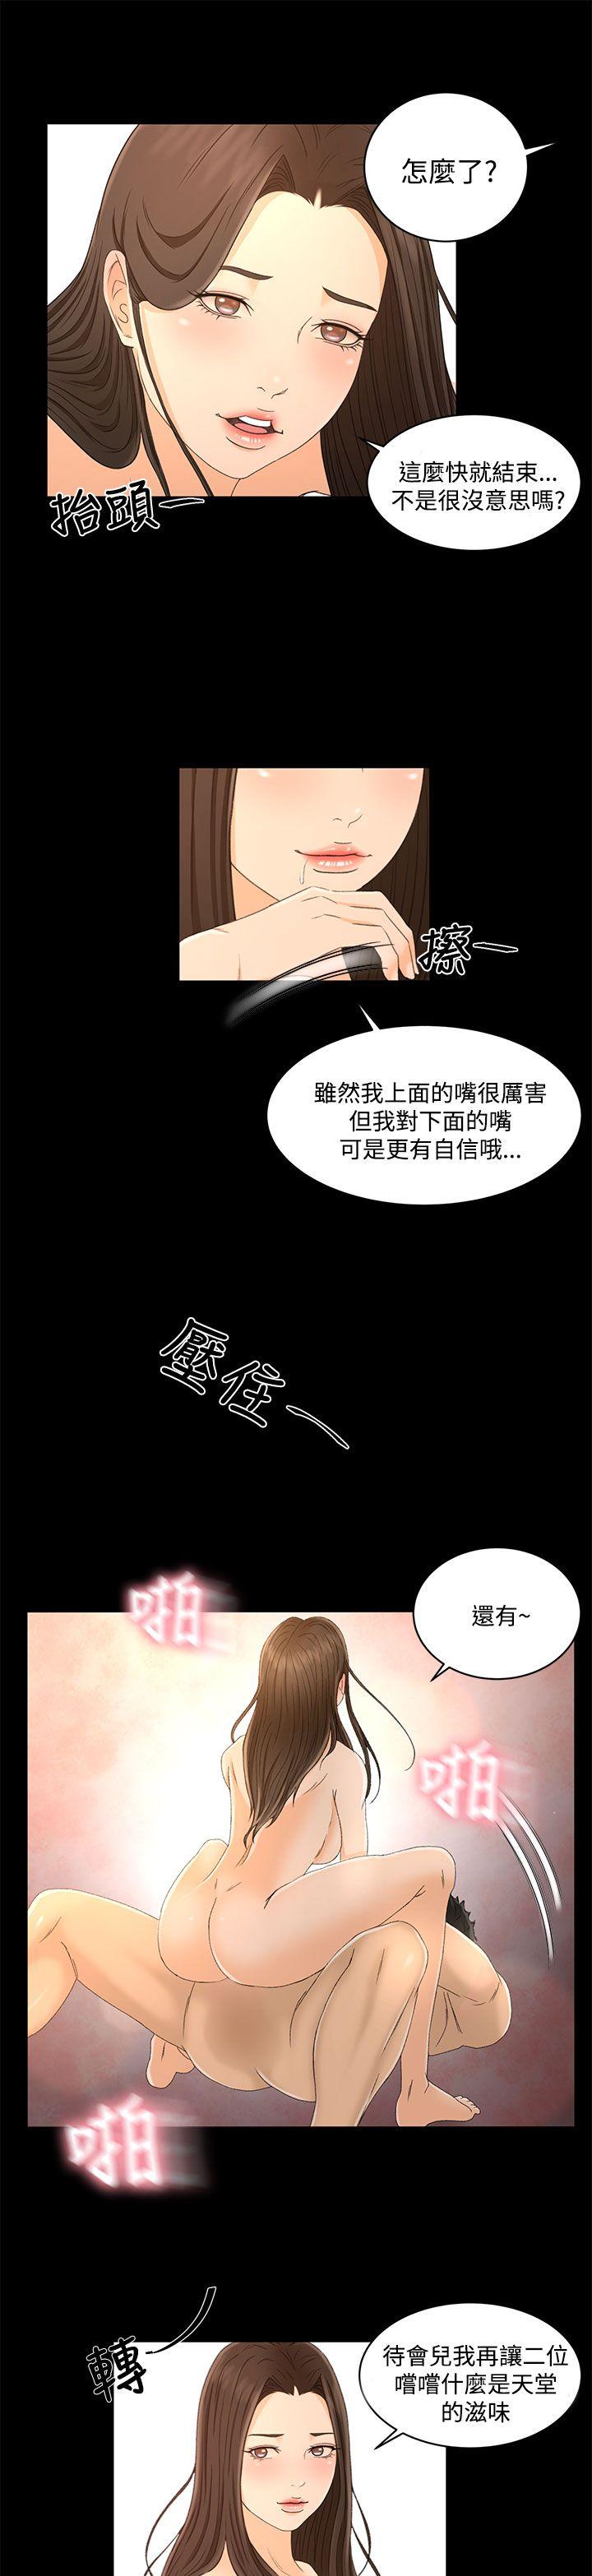 怎麼了?
這麼快就結束...
不是很沒意思嗎?
抬頭
擦
雖然我上面的嘴很厲害
但我對下面的嘴
可是更有自信哦...
壓住
啪
還有~
啪
啪
轉
待會兒我再讓二位
嚐嚐什麼是天堂
的滋味